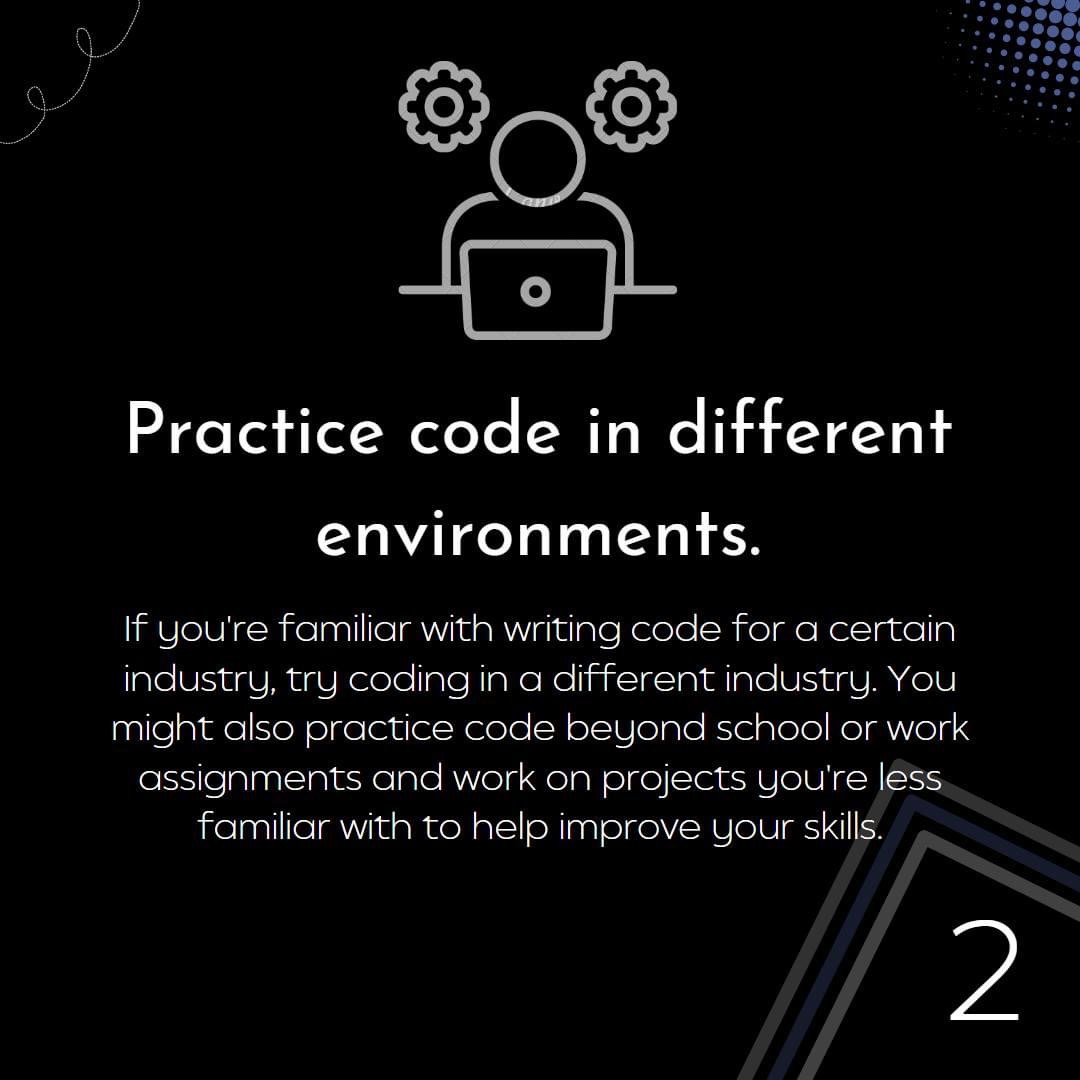 Practice code in different
environments.
If you're familiar with writing code for a certain
industry, try coding in a different industry. You
might also practice code beyond school or work
assignments and work on projects you're less
familiar with to help improve your skills.
2